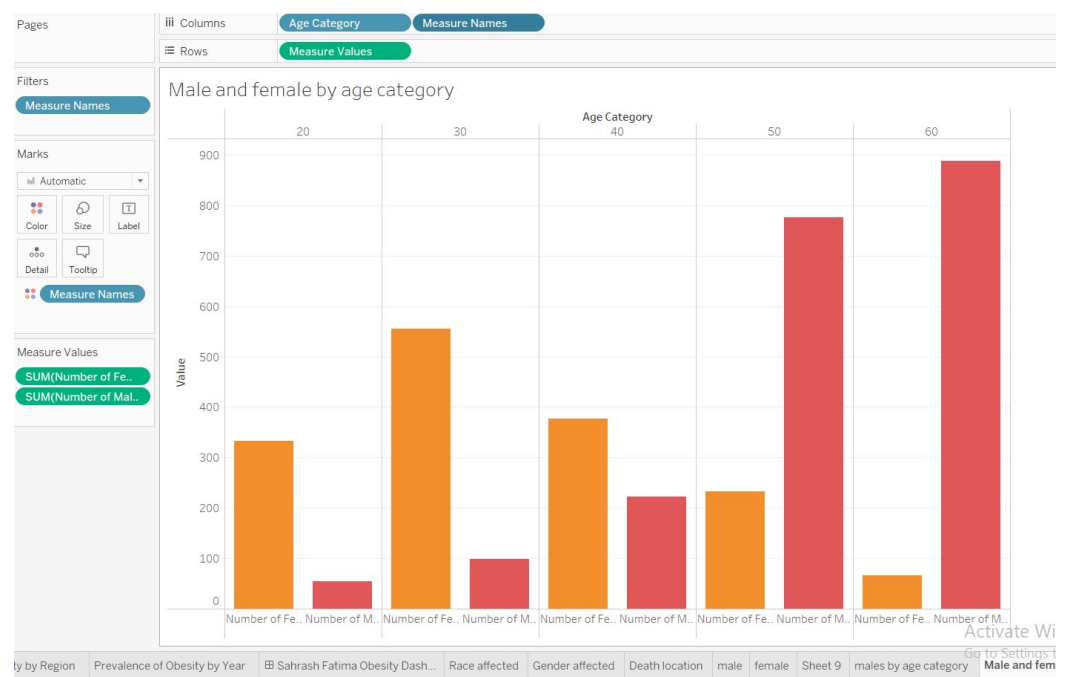 Pages
Columns
Age Category
Measure Names
Rows
Measure Values
Filters
Measure Names
Marks
Automatic
Color
Size
Label
Detail
Tooltip
Measure Names
Measure Values
SUM(Number of Fe..
SUM(Number of Mal..
Male and female by age category
Age Category
20 30 40 50 60
Value
900
800
700
600
500
400
300
200
100
0
Number of Fe.. Number of M.. Number of Fe.. Number of M.. Number of Fe.. Number of M.. Number of Fe.. Number of M.. Number of Fe.. Number of M..
Activate Wi
Go to Settings t
ty by Region Prevalence of Obesity by Year Sahrash Fatima Obesity Dash... Race affected Gender affected Death location male female Sheet 9 males by age category Male and fem